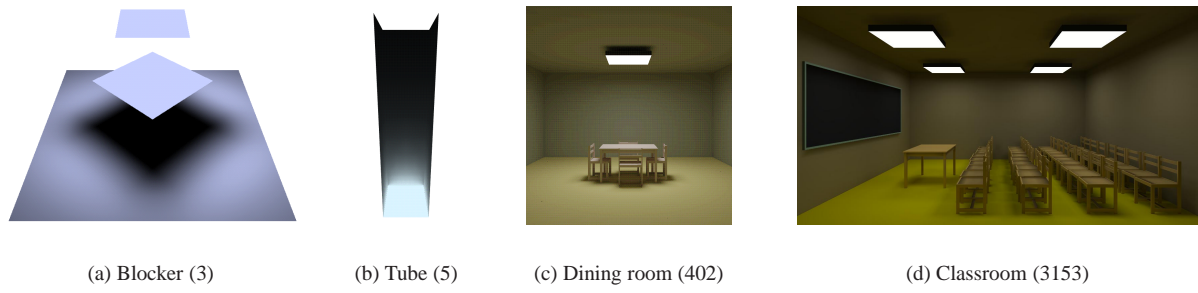 (a) Blocker (3)
(b) Tube (5)
(c) Dining room (402)
(d) Classroom (3153)